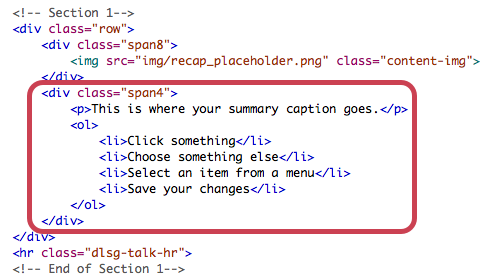 <!-- Section 1-->
<div class="row">
    <div class="span8">
        <img src="img/recap_placeholder.png" class="content-img">
    </div>
    <div class="span4">
        <p>This is where your summary caption goes.</p>
        <ol>
            <li>Click something</li>
            <li>Choose something else</li>
            <li>Select an item from a menu</li>
            <li>Save your changes</li>
        </ol>
    </div>
</div>
<hr class="dlsg-talk-hr">
<!-- End of Section 1-->